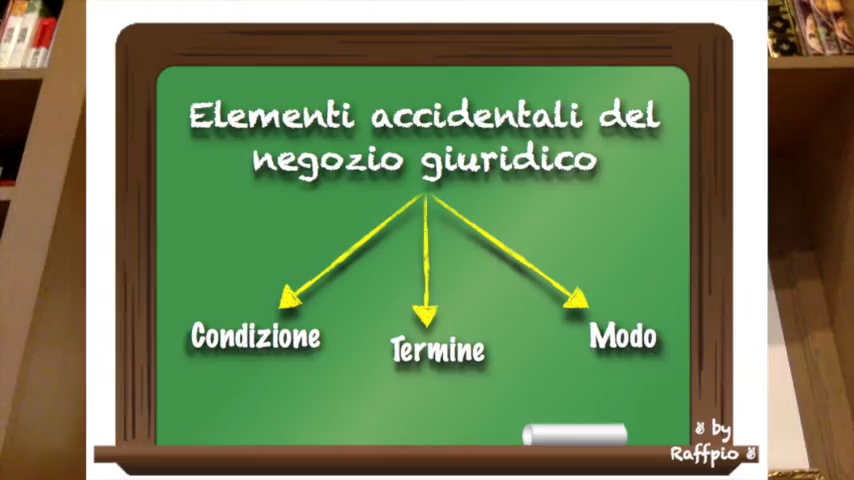 Elementi accidentali del
negozio giuridico
Condizione
Termine
Modo
by
Raffpio